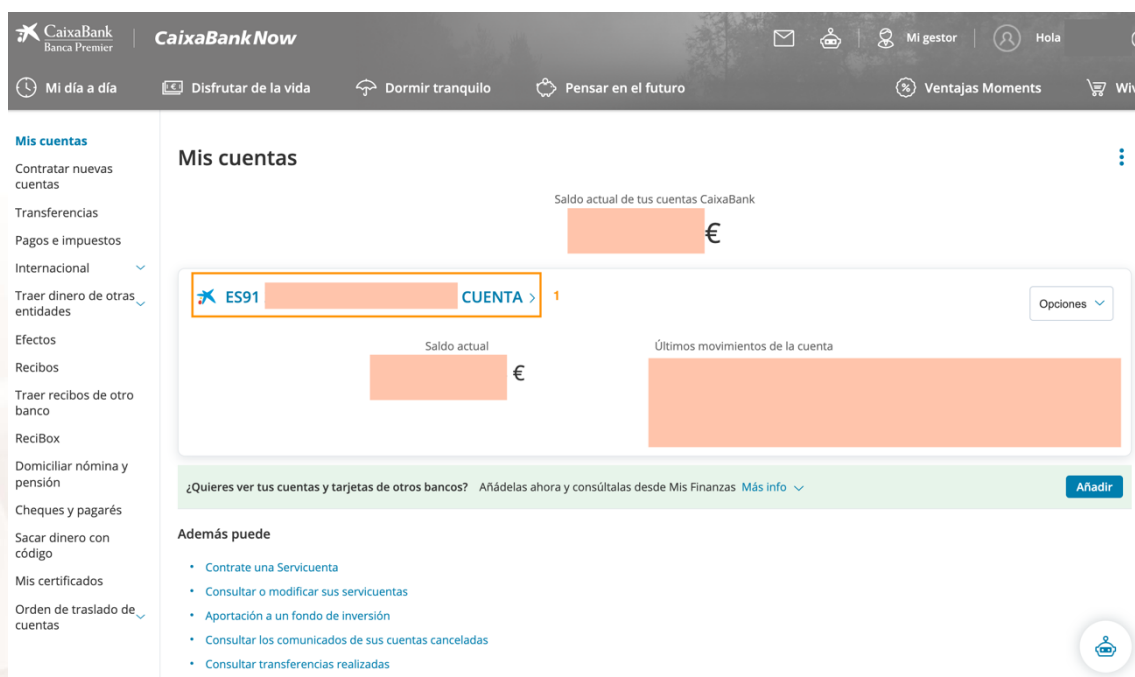 CaixaBank
Banca Premier
CaixaBankNow
Mi gestor
Hola
Mi día a día
Disfrutar de la vida
Dormir tranquilo
Pensar en el futuro
Ventajas Moments
Mis cuentas
Contratar nuevas
cuentas
Transferencias
Pagos e impuestos
Internacional
Traer dinero de otras
entidades
Efectos
Recibos
Traer recibos de otro
banco
ReciBox
Domiciliar nómina y
pensión
Cheques y pagarés
Sacar dinero con
código
Mis certificados
Orden de traslado de
cuentas
Mis cuentas
Saldo actual de tus cuentas CaixaBank
€
ES91 CUENTA > 1
Opciones
Saldo actual
€
Últimos movimientos de la cuenta
¿Quieres ver tus cuentas y tarjetas de otros bancos? Añádelas ahora y consúltalas desde Mis Finanzas Más info
Añadir
Además puede
• Contrate una Servicuenta
• Consultar o modificar sus servicuentas
• Aportación a un fondo de inversión
• Consultar los comunicados de sus cuentas canceladas
• Consultar transferencias realizadas